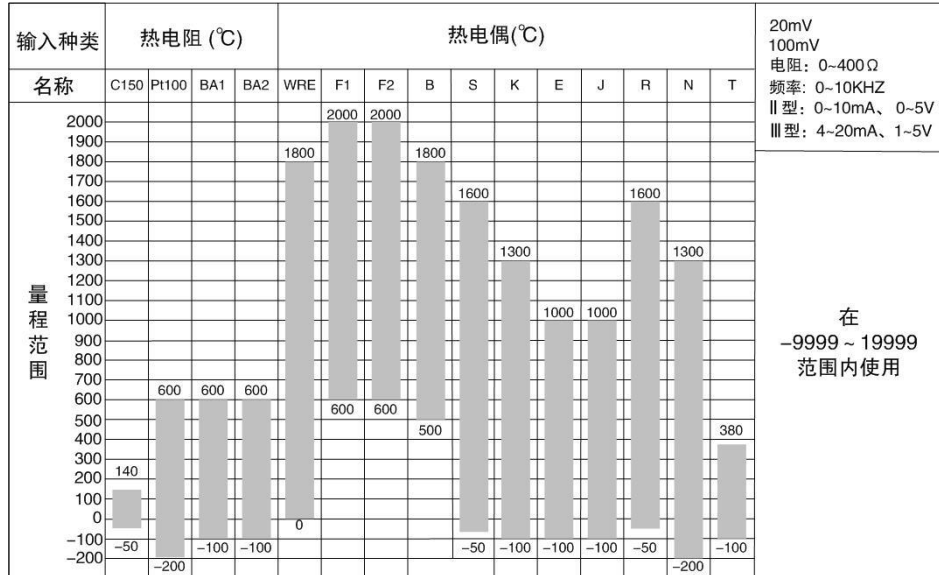 输入种类 热电阻 (℃) 热电偶(℃)
20mV
100mV
电阻：0~400Ω
频率: 0~10KHZ
Ⅱ型：0~10mA、0~5V
Ⅲ型：4~20mA、1~5V
名称 C150 Pt100 BA1 BA2 WRE F1 F2 B S K E J R N T
量程范围
2000 2000 2000
1900
1800 1800 1800
1700
1600 1600 1600
1500
1400
1300 1300 1300
1200
1100
1000 1000 1000
900
800
700
600 600 600 600 600 600
500 500
400 380
300
200 140
100
0 0
-100 -50 -100 -100 -50 -100 -100 -100 -50 -100
-200 -200 -200
在
-9999 ~ 19999
范围内使用